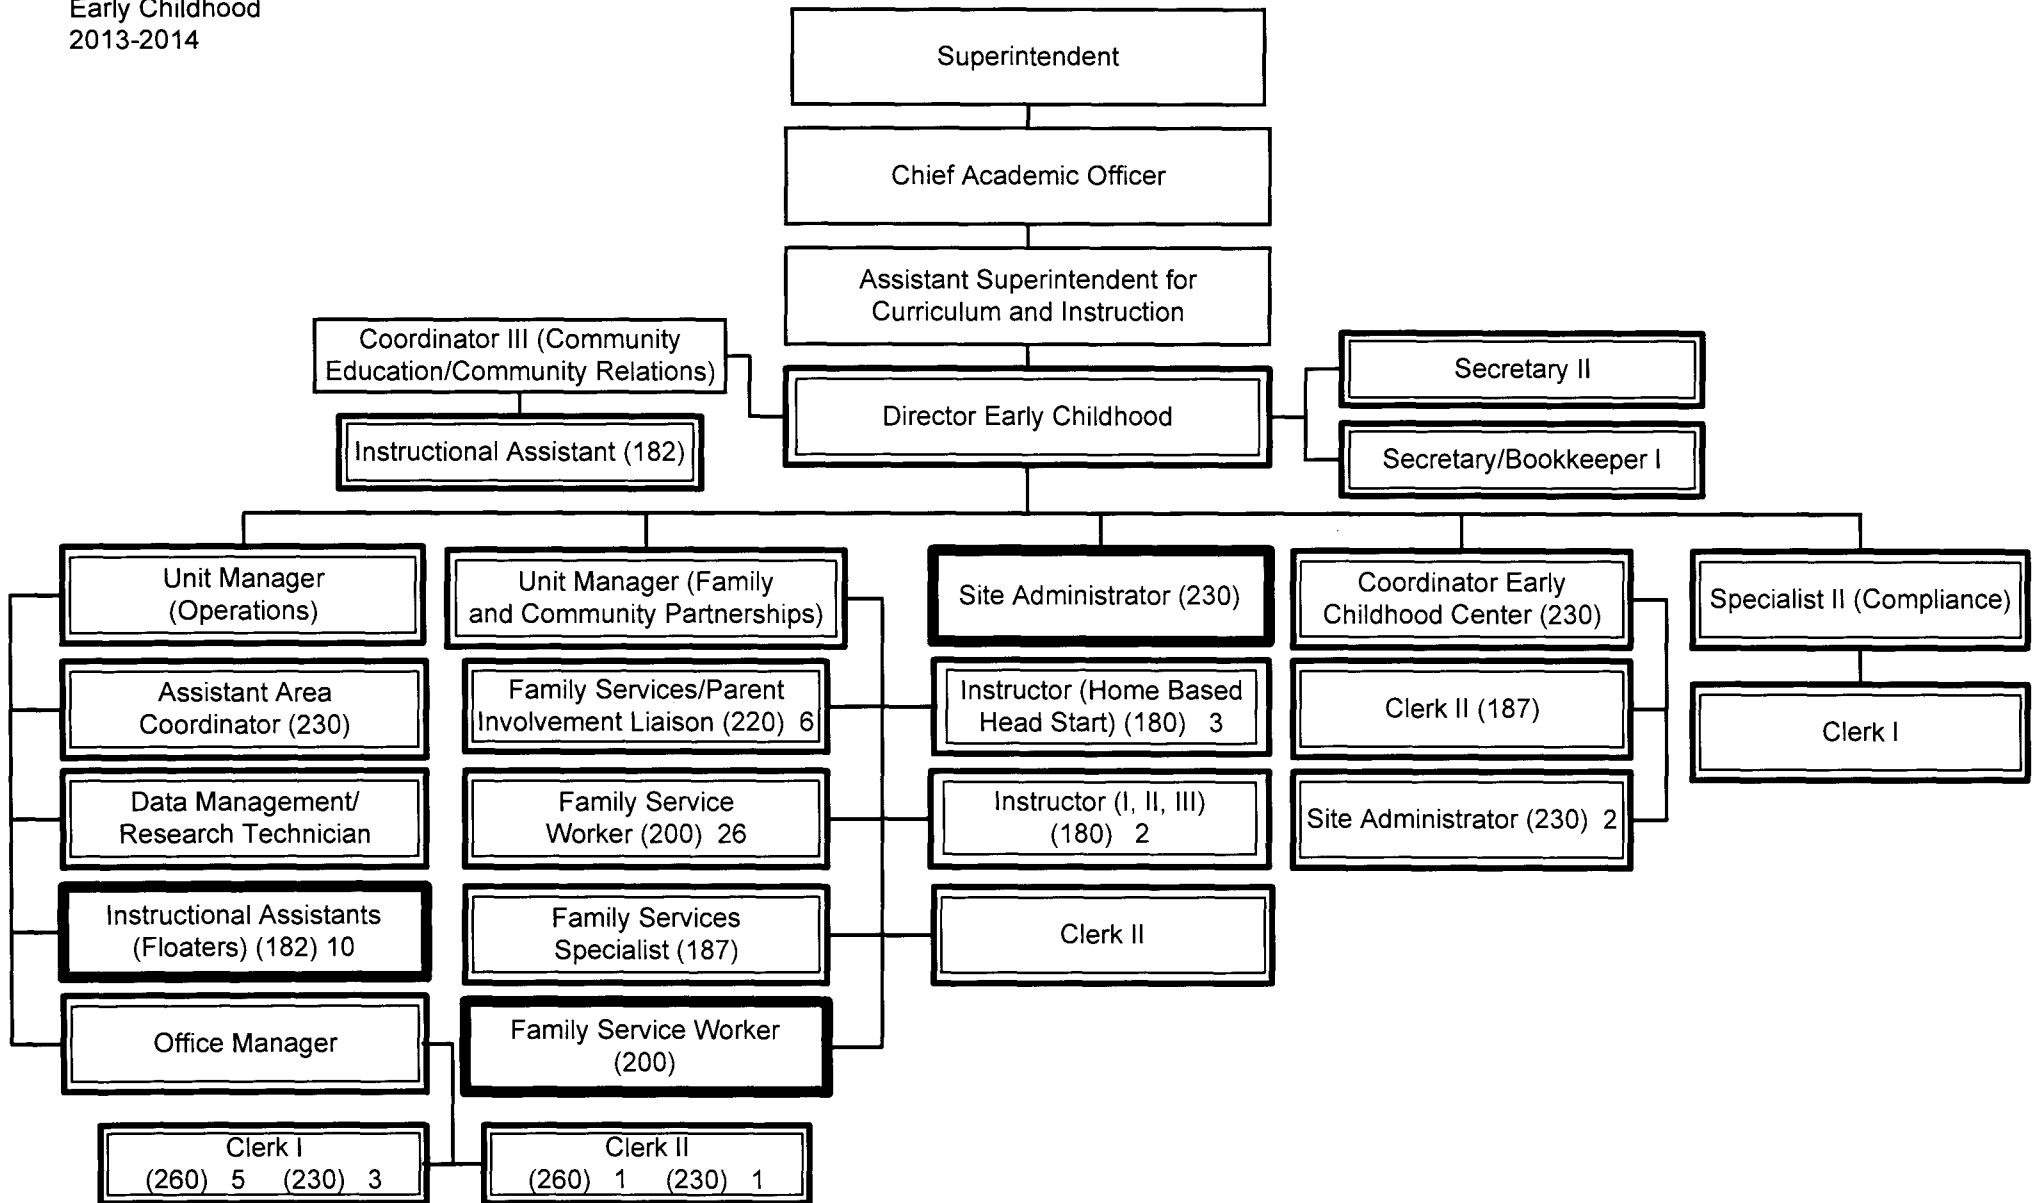 Early Childhood
2013-2014
Superintendent
Chief Academic Officer
Assistant Superintendent for
Curriculum and Instruction
Coordinator III (Community
Education/Community Relations)
Instructional Assistant (182)
Director Early Childhood
Secretary II
Secretary/Bookkeeper I
Unit Manager
(Operations)
Assistant Area
Coordinator (230)
Data Management/
Research Technician
Instructional Assistants
(Floaters) (182) 10
Office Manager
Clerk I
(260) 5 (230) 3
Clerk II
(260) 1 (230) 1
Unit Manager (Family
and Community Partnerships)
Family Services/Parent
Involvement Liaison (220) 6
Family Service
Worker (200) 26
Family Services
Specialist (187)
Family Service Worker
(200)
Site Administrator (230)
Instructor (Home Based
Head Start) (180) 3
Instructor (I, II, III)
(180) 2
Clerk II
Coordinator Early
Childhood Center (230)
Clerk II (187)
Site Administrator (230) 2
Specialist II (Compliance)
Clerk I